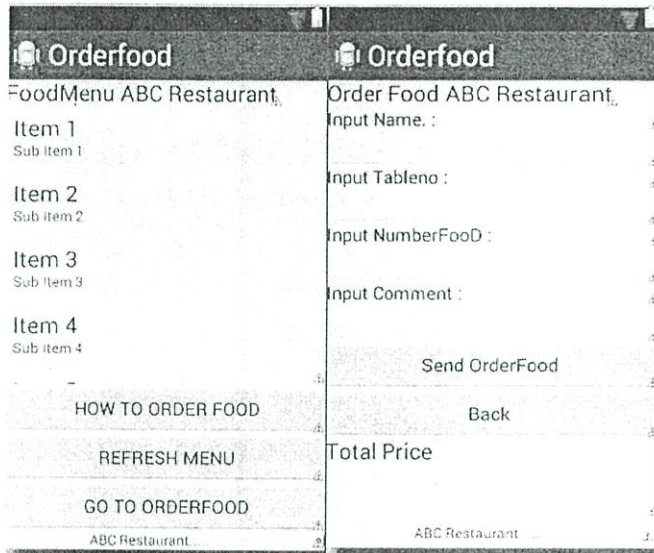 Orderfood
FoodMenu ABC Restaurant
Item 1
Sub Item 1
Item 2
Sub item 2
Item 3
Sub Item 3
Item 4
Sub Item 4
HOW TO ORDER FOOD
REFRESH MENU
GO TO ORDERFOOD
ABC Restaurant.....
Orderfood
Order Food ABC Restaurant
Input Name. :
Input Tableno :
Input NumberFooD :
Input Comment :
Send OrderFood
Back
Total Price
ABC Restaurant.....